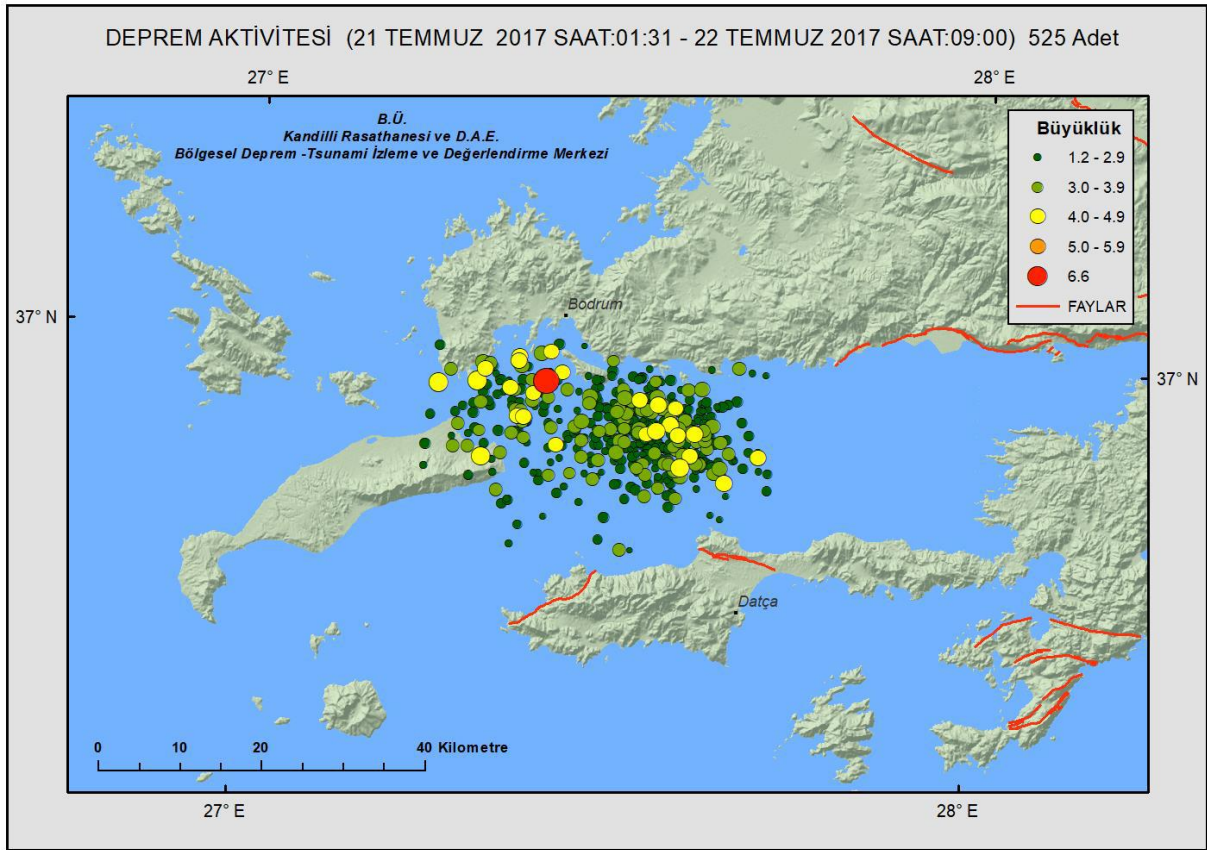 DEPREM AKTİVİTESİ (21 TEMMUZ 2017 SAAT:01:31 - 22 TEMMUZ 2017 SAAT:09:00) 525 Adet
27° E
28° E
B.Ü.
Kandilli Rasathanesi ve D.A.E.
Bölgesel Deprem -Tsunami İzleme ve Değerlendirme Merkezi
Büyüklük
1.2 - 2.9
3.0 - 3.9
4.0 - 4.9
5.0 - 5.9
6.6
FAYLAR
37° N
Bodrum
37° N
Datça
0 10 20 40 Kilometre
27° E
28° E